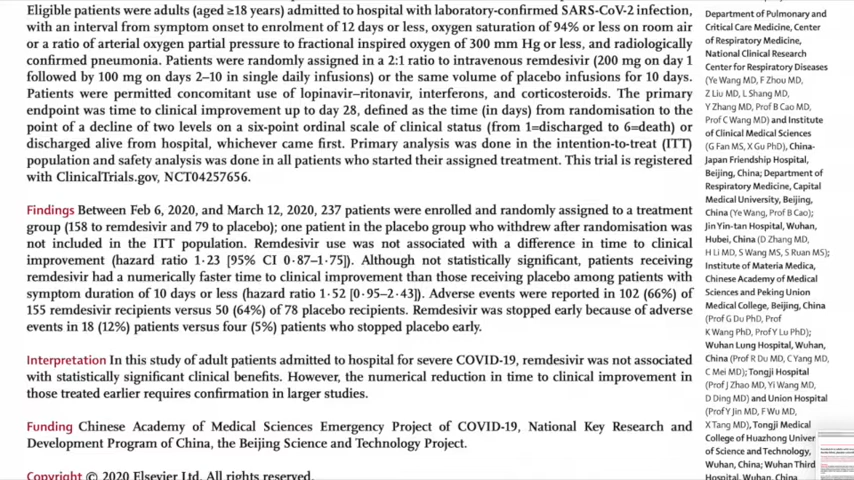 Eligible patients were adults (aged ≥18 years) admitted to hospital with laboratory-confirmed SARS-CoV-2 infection,
with an interval from symptom onset to enrolment of 12 days or less, oxygen saturation of 94% or less on room air
or a ratio of arterial oxygen partial pressure to fractional inspired oxygen of 300 mm Hg or less, and radiologically
confirmed pneumonia. Patients were randomly assigned in a 2:1 ratio to intravenous remdesivir (200 mg on day 1
followed by 100 mg on days 2–10 in single daily infusions) or the same volume of placebo infusions for 10 days.
Patients were permitted concomitant use of lopinavir–ritonavir, interferons, and corticosteroids. The primary
endpoint was time to clinical improvement up to day 28, defined as the time (in days) from randomisation to the
point of a decline of two levels on a six-point ordinal scale of clinical status (from 1=discharged to 6=death) or
discharged alive from hospital, whichever came first. Primary analysis was done in the intention-to-treat (ITT)
population and safety analysis was done in all patients who started their assigned treatment. This trial is registered
with ClinicalTrials.gov, NCT04257656.
Findings Between Feb 6, 2020, and March 12, 2020, 237 patients were enrolled and randomly assigned to a treatment
group (158 to remdesivir and 79 to placebo); one patient in the placebo group who withdrew after randomisation was
not included in the ITT population. Remdesivir use was not associated with a difference in time to clinical
improvement (hazard ratio 1·23 [95% CI 0·87–1·75]). Although not statistically significant, patients receiving
remdesivir had a numerically faster time to clinical improvement than those receiving placebo among patients with
symptom duration of 10 days or less (hazard ratio 1·52 [0·95–2·43]). Adverse events were reported in 102 (66%) of
155 remdesivir recipients versus 50 (64%) of 78 placebo recipients. Remdesivir was stopped early because of adverse
events in 18 (12%) patients versus four (5%) patients who stopped placebo early.
Interpretation In this study of adult patients admitted to hospital for severe COVID-19, remdesivir was not associated
with statistically significant clinical benefits. However, the numerical reduction in time to clinical improvement in
those treated earlier requires confirmation in larger studies.
Funding Chinese Academy of Medical Sciences Emergency Project of COVID-19, National Key Research and
Development Program of China, the Beijing Science and Technology Project.
Copyright © 2020 Elsevier Ltd. All rights reserved.
Department of Pulmonary and
Critical Care Medicine, Center
of Respiratory Medicine,
National Clinical Research
Center for Respiratory Diseases
(Ye Wang MD, F Zhou MD,
Z Liu MD, L Shang MD,
Y Zhang MD, Prof B Cao MD,
Prof C Wang MD) and Institute
of Clinical Medical Sciences
(G Fan MS, X Gu PhD), China-
Japan Friendship Hospital,
Beijing, China; Department of
Respiratory Medicine, Capital
Medical University, Beijing,
China (Ye Wang, Prof B Cao);
Jin Yin-tan Hospital, Wuhan,
Hubei, China (D Zhang MD,
H Li MD, S Wang MS, S Ruan MS);
Institute of Materia Medica,
Chinese Academy of Medical
Sciences and Peking Union
Medical College, Beijing, China
(Prof G Du PhD, Prof
K Wang PhD, Prof Y Lu PhD);
Wuhan Lung Hospital, Wuhan,
China (Prof R Du MD, C Yang MD,
C Mei MD); Tongji Hospital
(Prof J Zhao MD, Yi Wang MD,
D Ding MD) and Union Hospital
(Prof Y Jin MD, F Wu MD,
X Tang MD), Tongji Medical
College of Huazhong Univer
of Science and Technology,
Wuhan, China; Wuhan Third
Hospital, Wuhan, China